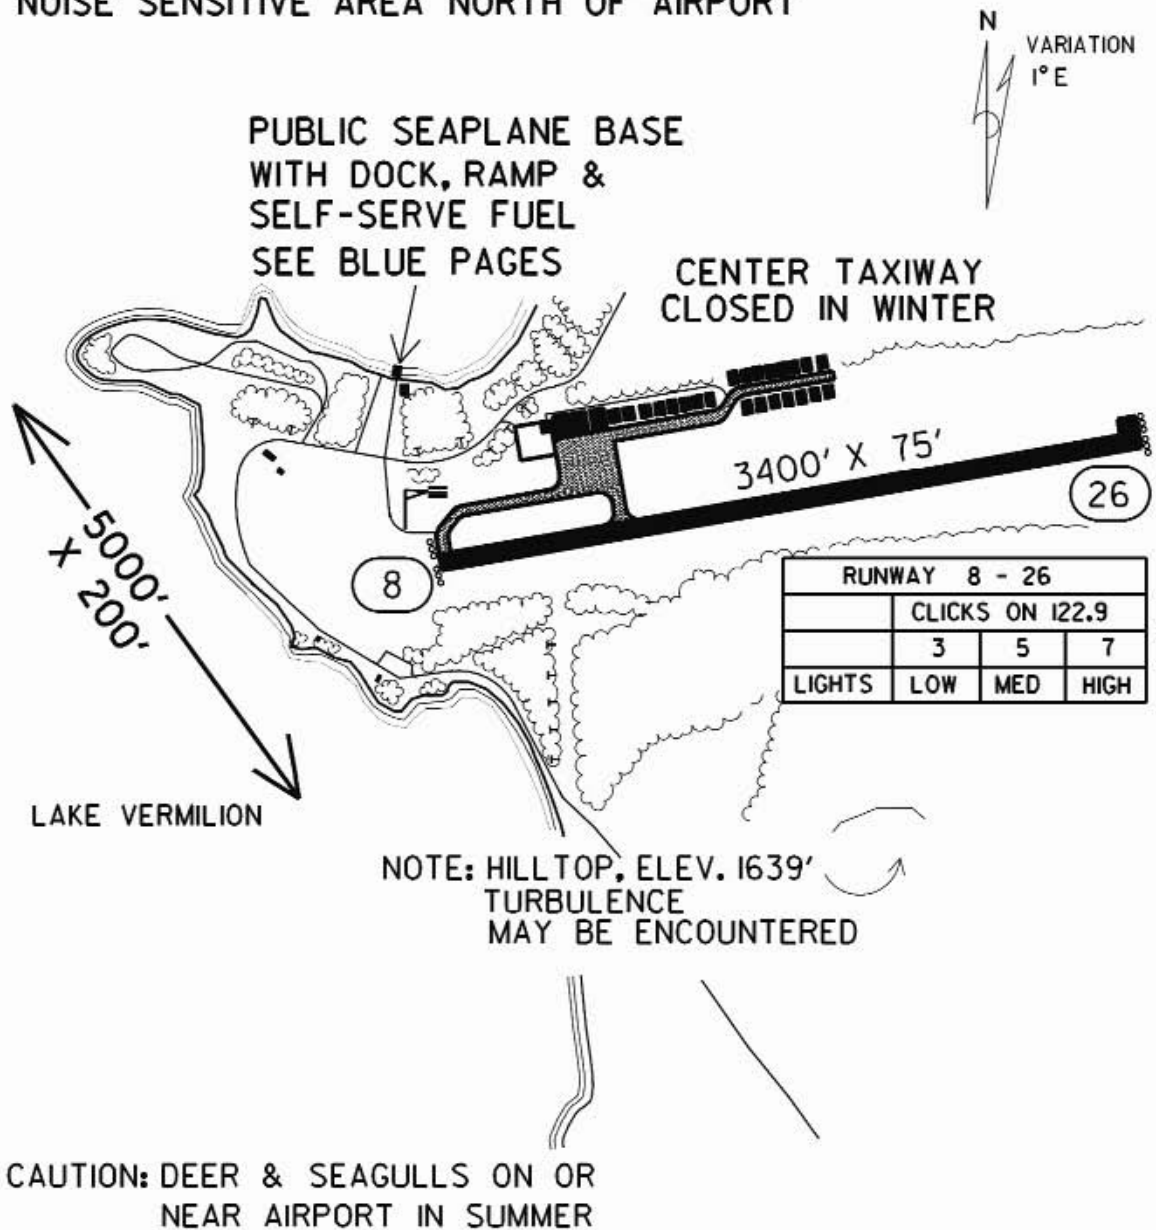 NOISE SENSITIVE AREA NORTH OF AIRPORT
N
VARIATION
1° E
PUBLIC SEAPLANE BASE
WITH DOCK, RAMP &
SELF-SERVE FUEL
SEE BLUE PAGES
CENTER TAXIWAY
CLOSED IN WINTER
3400' X 75'
26
8
5000'
X 200'
RUNWAY 8 - 26
CLICKS ON 122.9
3 5 7
LIGHTS LOW MED HIGH
LAKE VERMILION
NOTE: HILLTOP, ELEV. 1639'
TURBULENCE
MAY BE ENCOUNTERED
CAUTION: DEER & SEAGULLS ON OR
NEAR AIRPORT IN SUMMER